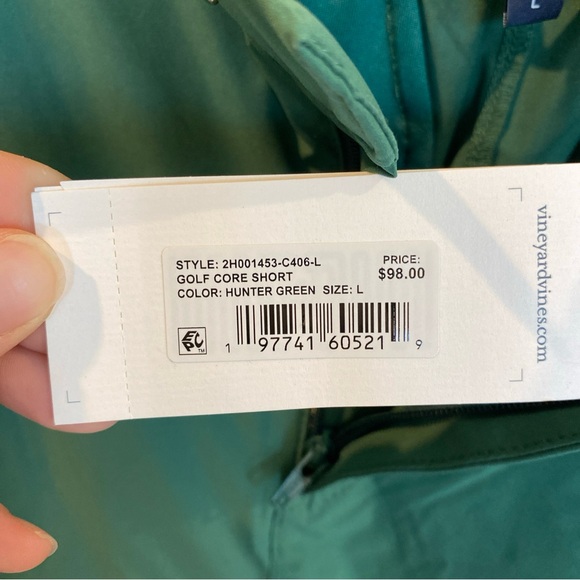 L
STYLE: 2H001453-C406-L
GOLF CORE SHORT
COLOR: HUNTER GREEN SIZE: L
PRICE:
$98.00
EPC™
1 97741 60521 9
vineyardvines.com